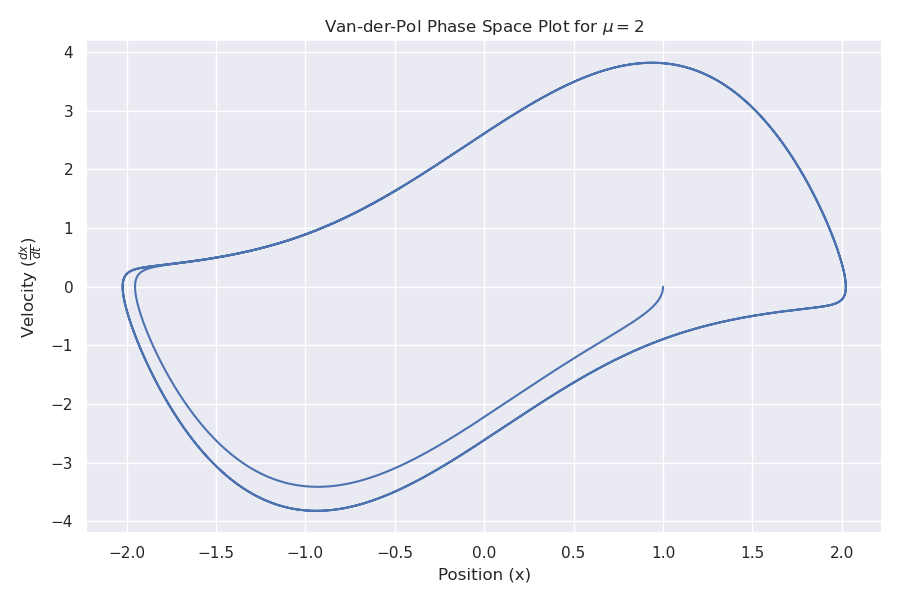 Van-der-Pol Phase Space Plot for μ = 2
4
3
2
1
0
−1
−2
−3
−4
Velocity (dx/dt)
−2.0 −1.5 −1.0 −0.5 0.0 0.5 1.0 1.5 2.0
Position (x)